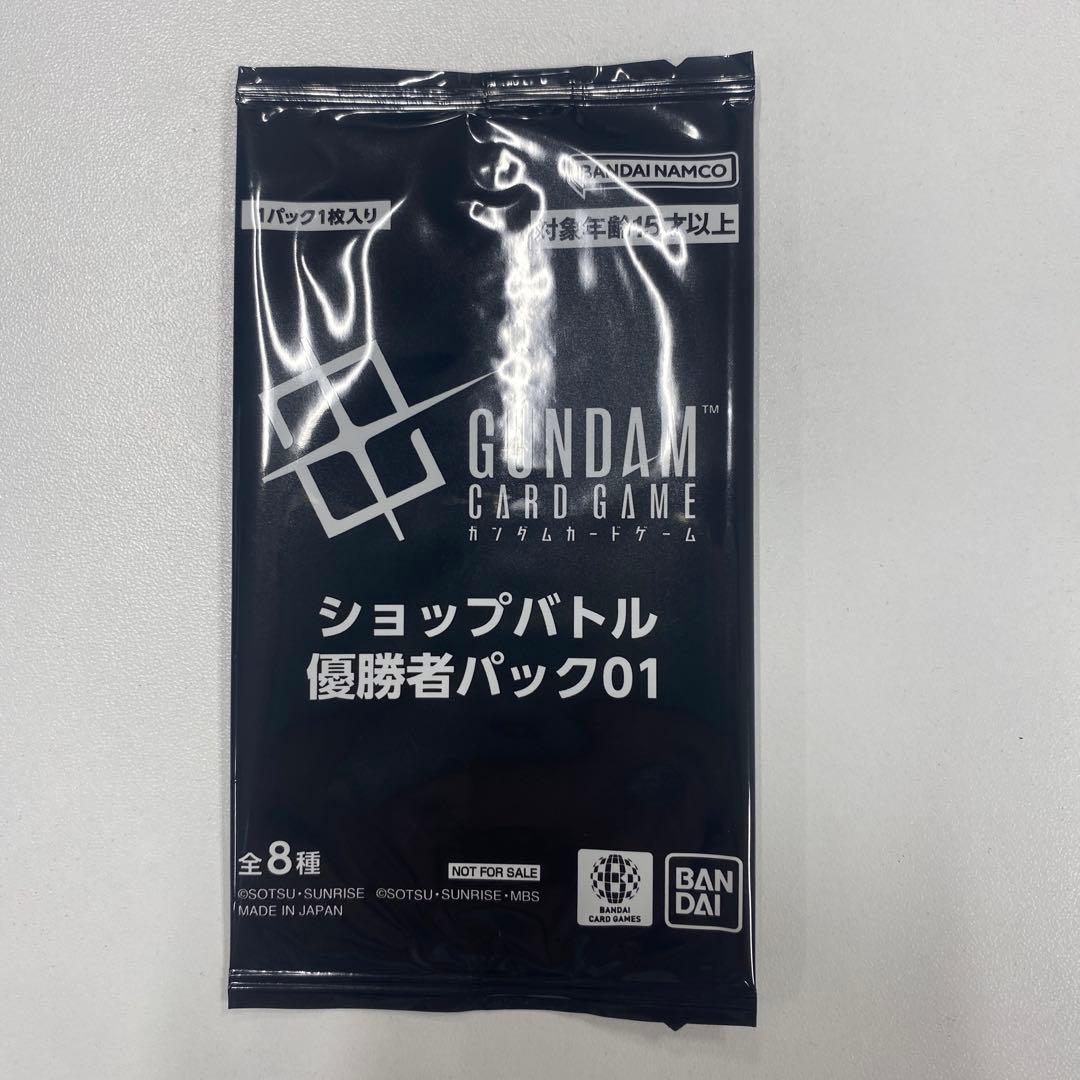 BANDAI NAMCO
1パック1枚入り
対象年齢15才以上
GUNDAM™
CARD GAME
ガンダムカードゲーム
ショップバトル
優勝者パック01
全8種
NOT FOR SALE
©SOTSU・SUNRISE ©SOTSU・SUNRISE・MBS
MADE IN JAPAN
BANDAI
CARD GAMES
BAN
DAI